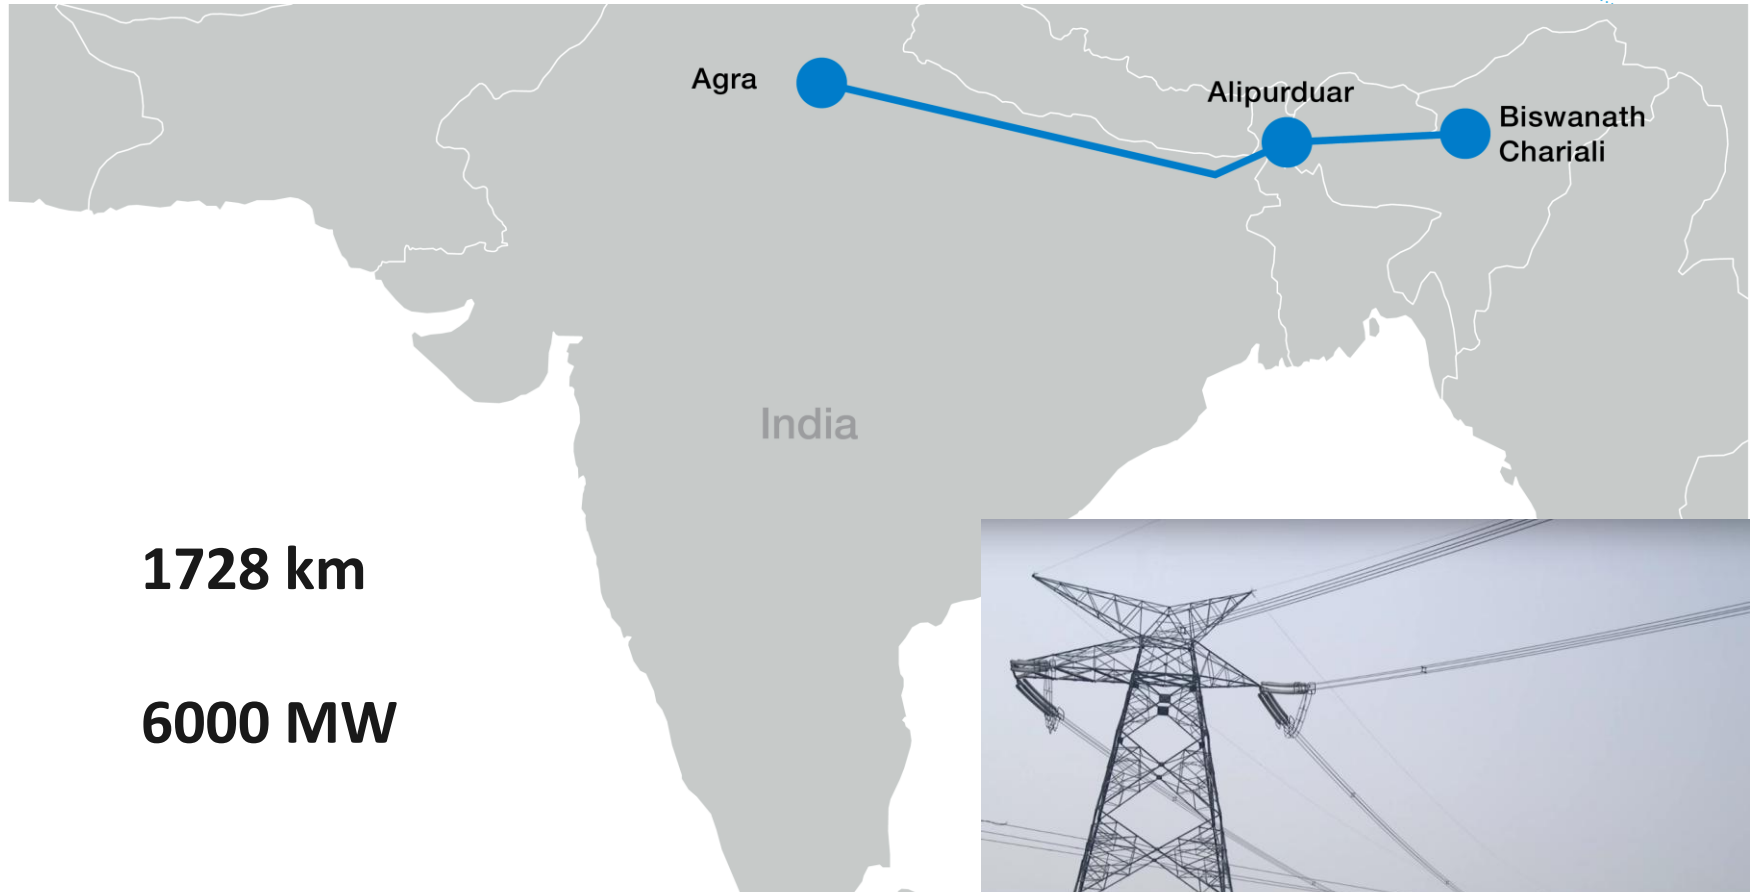 Agra
Alipurduar
Biswanath
Chariali
India
1728 km
6000 MW